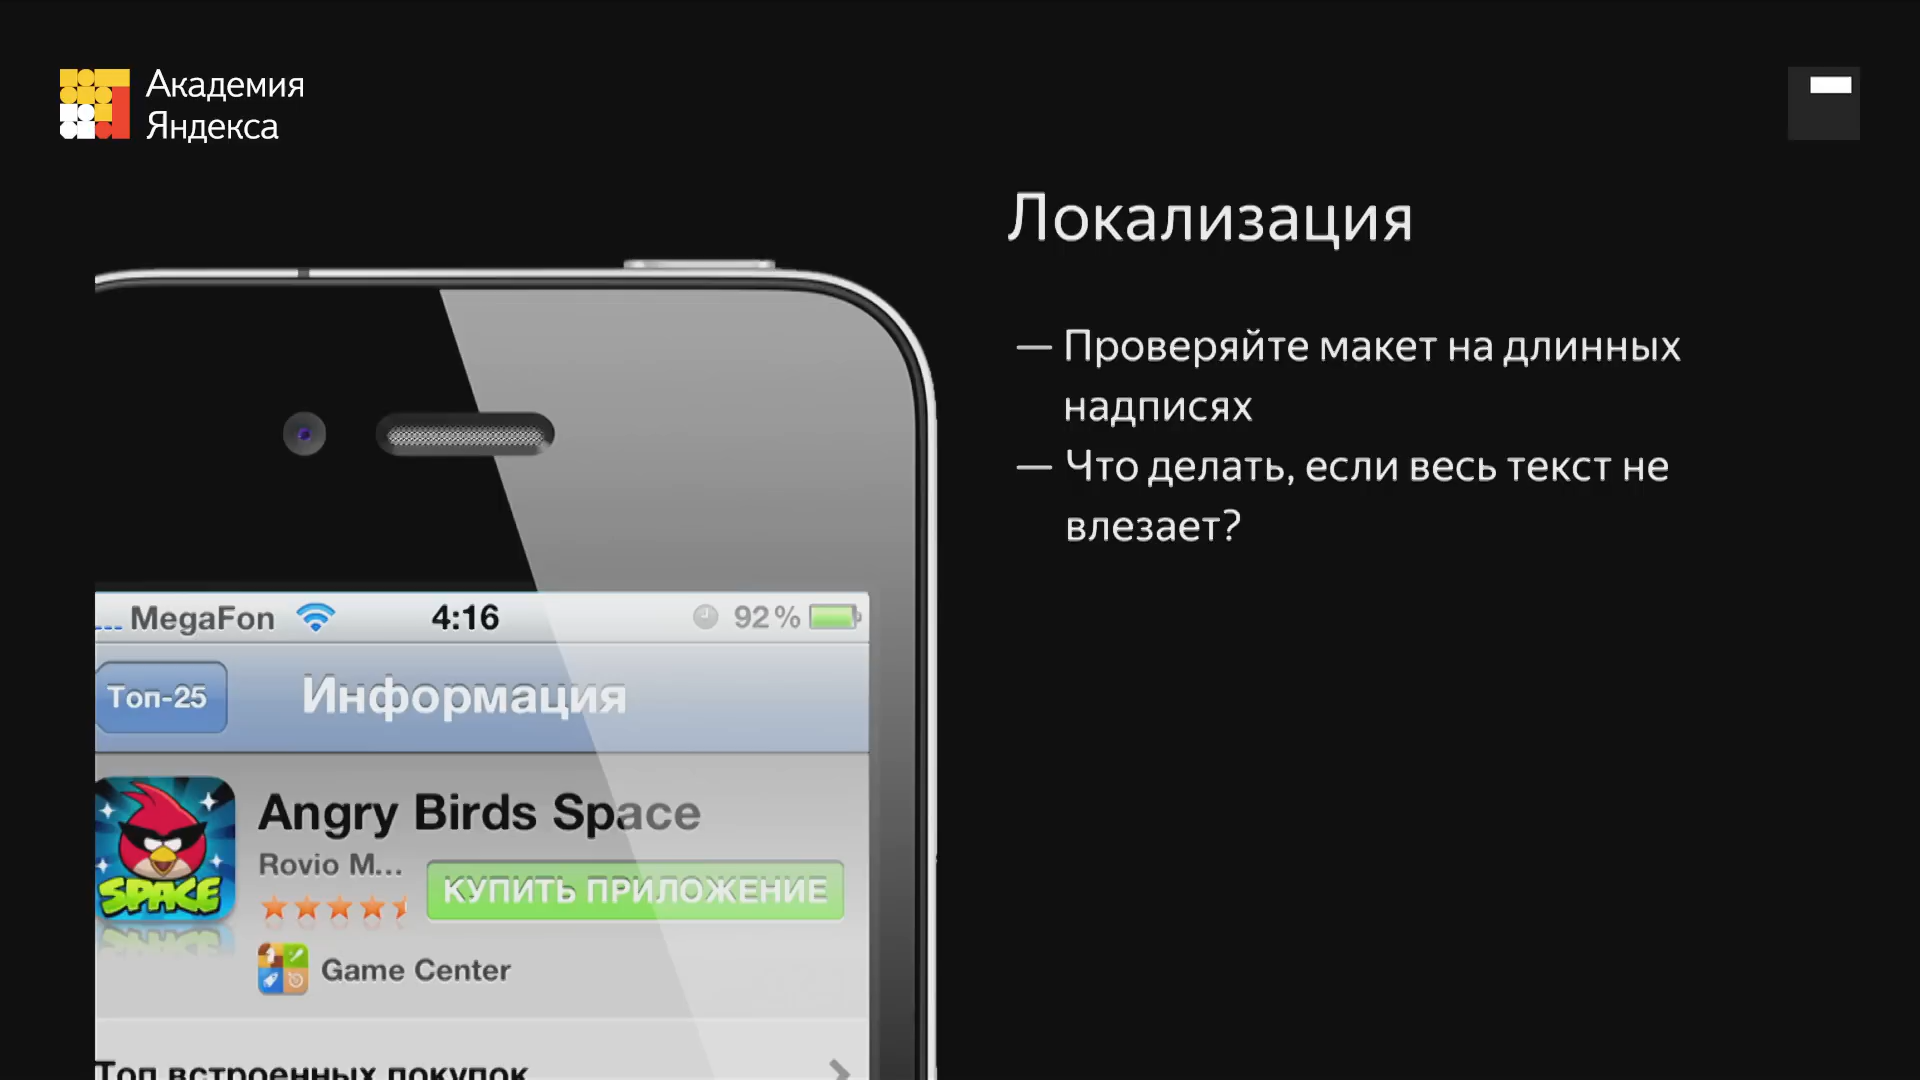 Академия
Яндекса
Локализация
— Проверяйте макет на длинных
надписях
— Что делать, если весь текст не
влезает?
... MegaFon 4:16 92 %
Топ-25 Информация
Angry Birds Space
Rovio M...
КУПИТЬ ПРИЛОЖЕНИЕ
SPACE
Game Center
Топ встроенных покупок